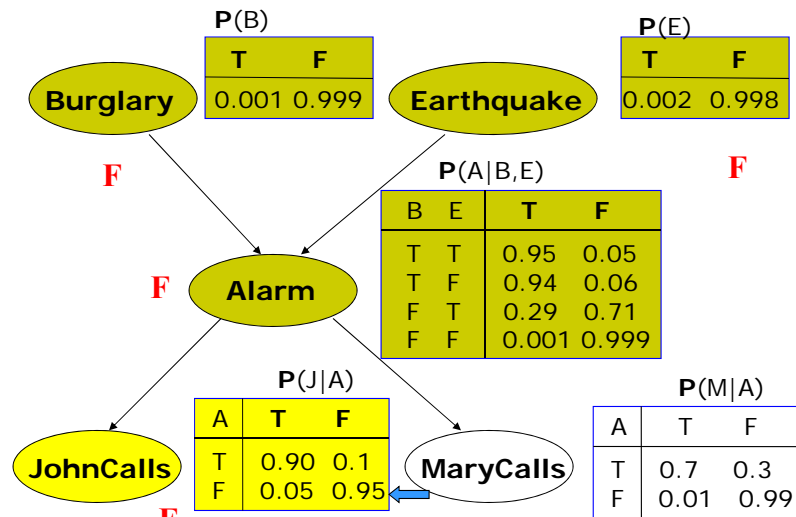 P(B)
T F
0.001 0.999
Burglary
P(E)
T F
0.002 0.998
Earthquake
F
F
P(A|B,E)
B E T F
T T 0.95 0.05
T F 0.94 0.06
F T 0.29 0.71
F F 0.001 0.999
F
Alarm
P(J|A)
A T F
T 0.90 0.1
F 0.05 0.95
JohnCalls
MaryCalls
P(M|A)
A T F
T 0.7 0.3
F 0.01 0.99